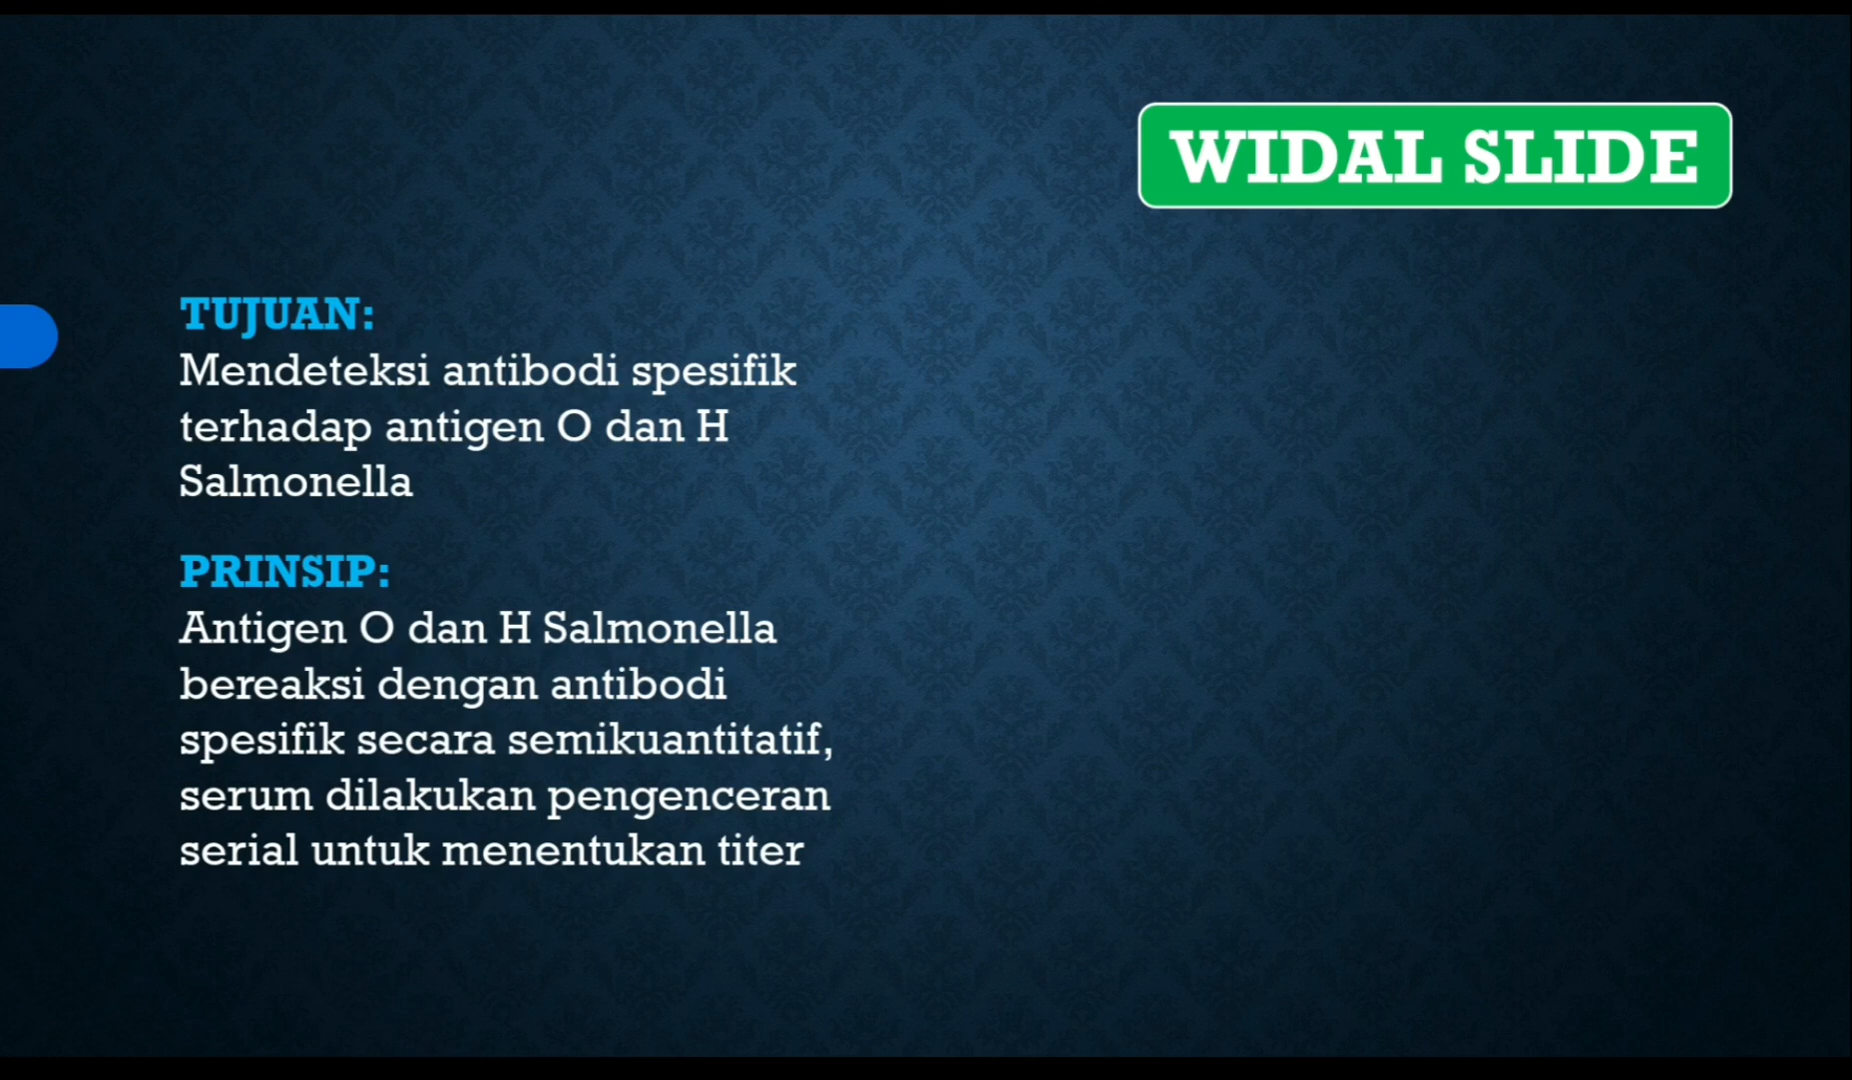 WIDAL SLIDE
TUJUAN:
Mendeteksi antibodi spesifik
terhadap antigen O dan H
Salmonella
PRINSIP:
Antigen O dan H Salmonella
bereaksi dengan antibodi
spesifik secara semikuantitatif,
serum dilakukan pengenceran
serial untuk menentukan titer